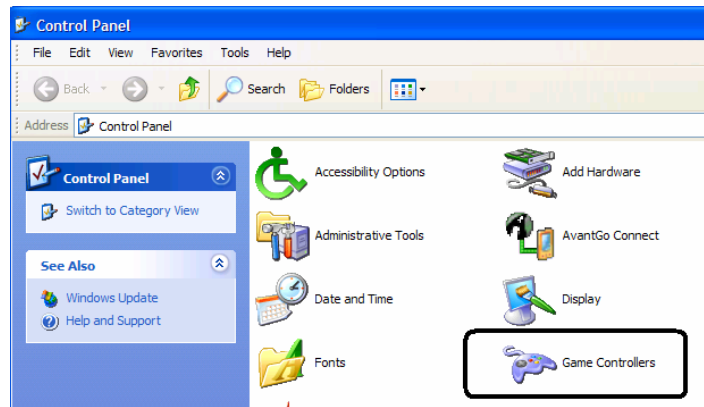 Control Panel
File Edit View Favorites Tools Help
Back Search Folders
Address Control Panel
Control Panel
Switch to Category View
See Also
Windows Update
Help and Support
Accessibility Options Add Hardware
Administrative Tools AvantGo Connect
Date and Time Display
Fonts Game Controllers